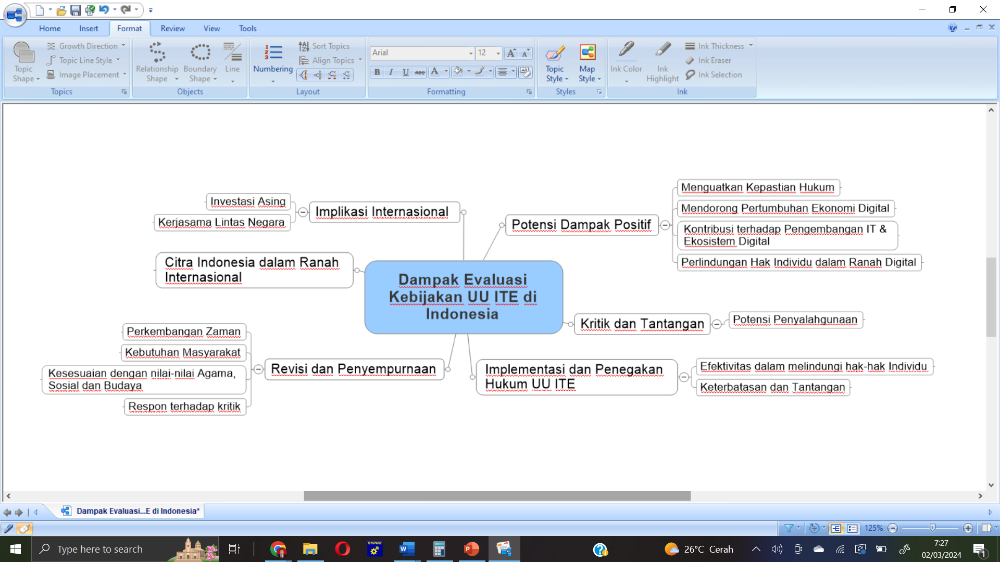 Home
Insert
Format
Review
View
Tools
Topic
Shape
Growth Direction
Topic Line Style
Image Placement
Topics
Relationship
Shape
Boundary
Shape
Line
Objects
Numbering
Sort Topics
Align Topics
Layout
Arial
12
Formatting
Topic
Style
Map
Style
Styles
Ink Color
Ink
Highlight
Ink Thickness
Ink Eraser
Ink Selection
Ink
Investasi Asing
Kerjasama Lintas Negara
Implikasi Internasional
Citra Indonesia dalam Ranah
Internasional
Perkembangan Zaman
Kebutuhan Masyarakat
Kesesuaian dengan nilai-nilai Agama,
Sosial dan Budaya
Respon terhadap kritik
Revisi dan Penyempurnaan
Dampak Evaluasi
Kebijakan UU ITE di
Indonesia
Potensi Dampak Positif
Menguatkan Kepastian Hukum
Mendorong Pertumbuhan Ekonomi Digital
Kontribusi terhadap Pengembangan IT &
Ekosistem Digital
Perlindungan Hak Individu dalam Ranah Digital
Kritik dan Tantangan
Potensi Penyalahgunaan
Implementasi dan Penegakan
Hukum UU ITE
Efektivitas dalam melindungi hak-hak Individu
Keterbatasan dan Tantangan
Dampak Evaluasi...E di Indonesia*
125%
Type here to search
26°C Cerah
7:27
02/03/2024
1